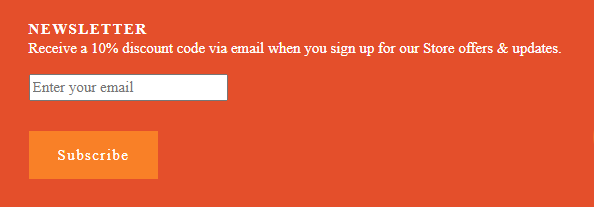 NEWSLETTER
Receive a 10% discount code via email when you sign up for our Store offers & updates.
Enter your email
Subscribe